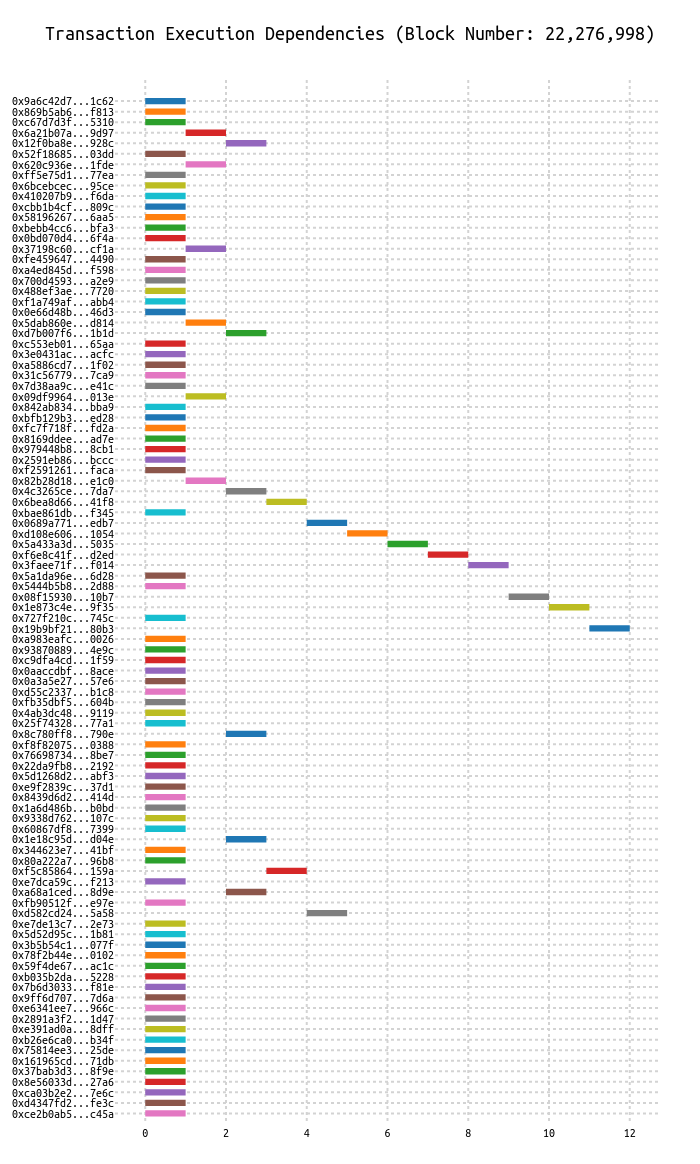 Transaction Execution Dependencies (Block Number: 22,276,998)
0x9a6c42d7...1c62
0x869b5ab6...f813
0xc67d7d3f...5310
0x6a21b07a...9d97
0x12f0ba8e...928c
0x52f18685...03dd
0x620c936e...1fde
0xff5e75d1...77ea
0x6bcebcec...95ce
0x410207b9...f6da
0xcbb1b4cf...809c
0x58196267...6aa5
0xbebb4cc6...bfa3
0x0bd070d4...6f4a
0x37198c60...cf1a
0xfe459647...4490
0xa4ed845d...f598
0x700d4593...a2e9
0x488ef3ae...7720
0xf1a749af...abb4
0x0e66d48b...46d3
0x5dab860e...d814
0xd7b007f6...1b1d
0xc553eb01...65aa
0x3e0431ac...acfc
0xa5886cd7...1f02
0x31c56779...7ca9
0x7d38aa9c...e41c
0x09df9964...013e
0x842ab834...bba9
0xbfb129b3...ed28
0xfc7f718f...fd2a
0x8169ddee...ad7e
0x979448b8...8cb1
0x2591eb86...bccc
0xf2591261...faca
0x82b28d18...e1c0
0x4c3265ce...7da7
0x6bea8d66...41f8
0xbae861db...f345
0x0689a771...edb7
0xd108e606...1054
0x5a433a3d...5035
0xf6e8c41f...d2ed
0x3faee71f...f014
0x5a1da96e...6d28
0x5444b5b8...2d88
0x08f15930...10b7
0x1e873c4e...9f35
0x727f210c...745c
0x19b9bf21...80b3
0xa983eafc...0026
0x93870889...4e9c
0xc9dfa4cd...1f59
0x0aaccdbf...8ace
0x0a3a5e27...57e6
0xd55c2337...b1c8
0xfb35dbf5...604b
0x4ab3dc48...9119
0x25f74328...77a1
0x8c780ff8...790e
0xf8f82075...0388
0x76698734...8be7
0x22da9fb8...2192
0x5d1268d2...abf3
0xe9f2839c...37d1
0x8439d6d2...414d
0x1a6d486b...b0bd
0x9338d762...107c
0x60867df8...7399
0x1e18c95d...d04e
0x344623e7...41bf
0x80a222a7...96b8
0xf5c85864...159a
0xe7dca59c...f213
0xa68a1ced...8d9e
0xfb90512f...e97e
0xd582cd24...5a58
0xe7de13c7...2e73
0x5d52d95c...1b81
0x3b5b54c1...077f
0x78f2b44e...0102
0x59f4de67...ac1c
0xb035b2da...5228
0x7b6d3033...f81e
0x9ff6d707...7d6a
0xe6341ee7...966c
0x2891a3f2...1d47
0xe391ad0a...8dff
0xb26e6ca0...b34f
0x75814ee3...25de
0x161965cd...71db
0x37bab3d3...8f9e
0x8e56033d...27a6
0xca03b2e2...7e6c
0xd4347fd2...fe3c
0xce2b0ab5...c45a
0 2 4 6 8 10 12